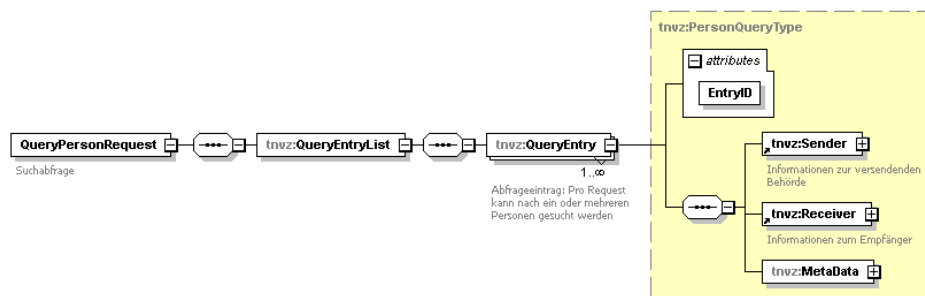 tnvz:PersonQueryType
attributes
EntryID
QueryPersonRequest
Suchabfrage
tnvz:QueryEntryList
tnvz:QueryEntry
1..∞
Abfrageeintrag: Pro Request
kann nach ein oder mehreren
Personen gesucht werden
tnvz:Sender
Informationen zur versendenden
Behörde
tnvz:Receiver
Informationen zum Empfänger
tnvz:MetaData